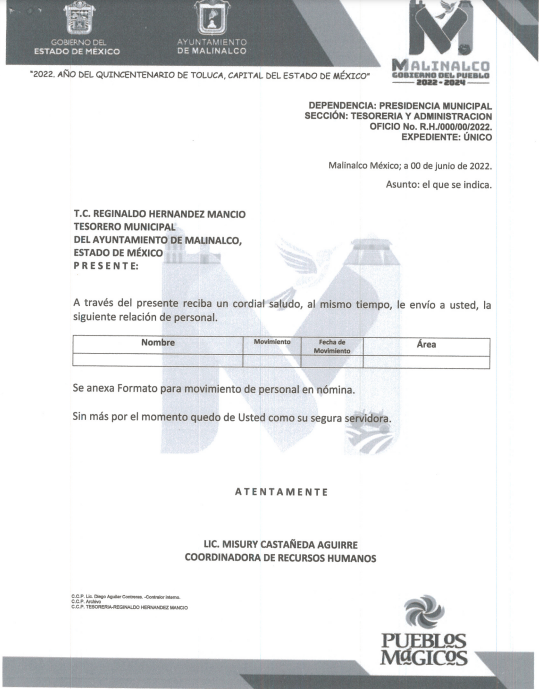 GOBIERNO DEL
ESTADO DE MÉXICO
AYUNTAMIENTO
DE MALINALCO
MALINALCO
GOBIERNO DEL PUEBLO
2022 - 2024
"2022. AÑO DEL QUINCENTENARIO DE TOLUCA, CAPITAL DEL ESTADO DE MÉXICO"
DEPENDENCIA: PRESIDENCIA MUNICIPAL
SECCIÓN: TESORERIA Y ADMINISTRACION
OFICIO No. R.H./000/00/2022.
EXPEDIENTE: ÚNICO
Malinalco México; a 00 de junio de 2022.
Asunto: el que se indica.
T.C. REGINALDO HERNANDEZ MANCIO
TESORERO MUNICIPAL
DEL AYUNTAMIENTO DE MALINALCO,
ESTADO DE MÉXICO
P R E S E N T E:
A través del presente reciba un cordial saludo, al mismo tiempo, le envío a usted, la
siguiente relación de personal.
Nombre Movimiento Fecha de Movimiento Área
Se anexa Formato para movimiento de personal en nómina.
Sin más por el momento quedo de Usted como su segura servidora.
A T E N T A M E N T E
LIC. MISURY CASTAÑEDA AGUIRRE
COORDINADORA DE RECURSOS HUMANOS
C.C.P. Lic. Diego Aguilar Contreras, -Contralor Interno.
C.C.P. Archivo
C.C.P. TESORERIA-REGINALDO HERNANDEZ MANCIO
PUEBLOS
MÁGICOS